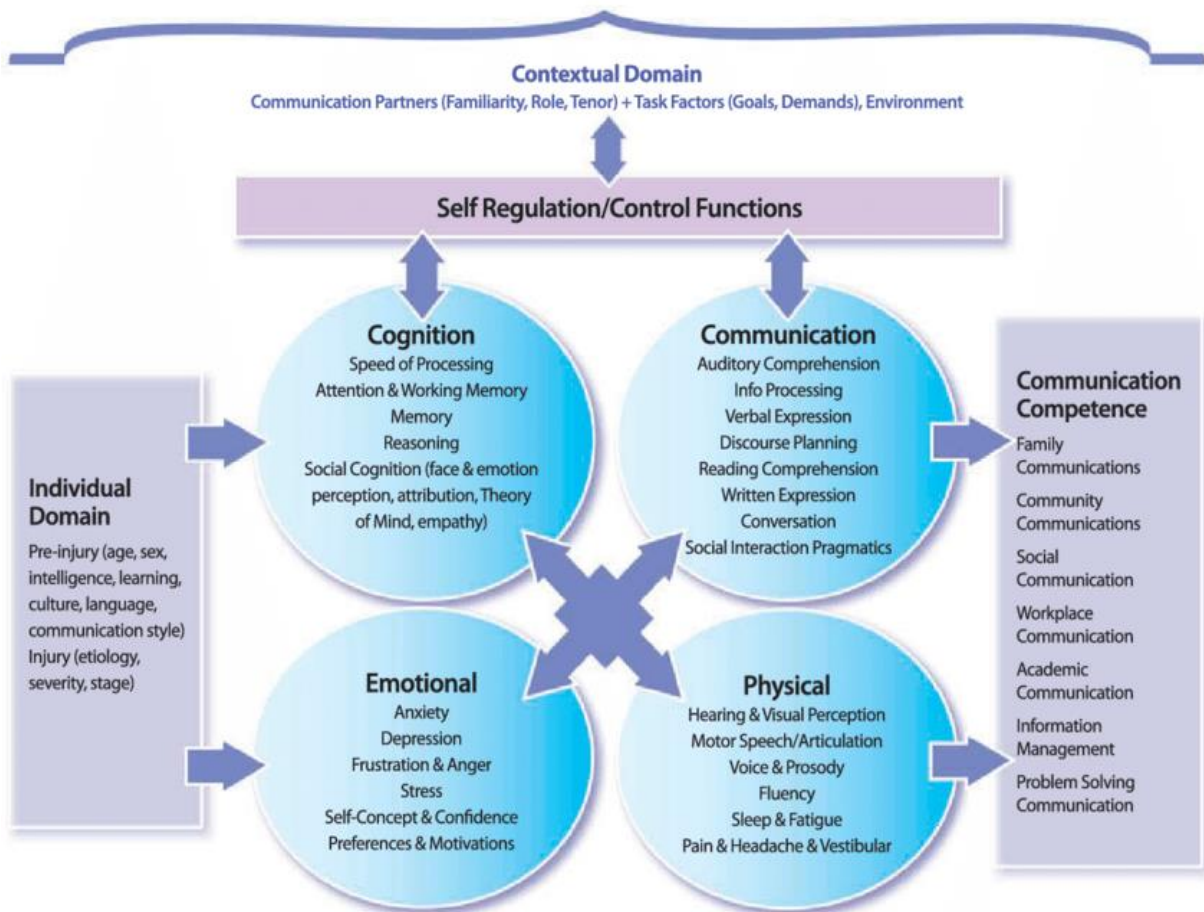 Contextual Domain
Communication Partners (Familiarity, Role, Tenor) + Task Factors (Goals, Demands), Environment
Self Regulation/Control Functions
Individual
Domain
Pre-injury (age, sex,
intelligence, learning,
culture, language,
communication style)
Injury (etiology,
severity, stage)
Cognition
Speed of Processing
Attention & Working Memory
Memory
Reasoning
Social Cognition (face & emotion
perception, attribution, Theory
of Mind, empathy)
Communication
Auditory Comprehension
Info Processing
Verbal Expression
Discourse Planning
Reading Comprehension
Written Expression
Conversation
Social Interaction Pragmatics
Emotional
Anxiety
Depression
Frustration & Anger
Stress
Self-Concept & Confidence
Preferences & Motivations
Physical
Hearing & Visual Perception
Motor Speech/Articulation
Voice & Prosody
Fluency
Sleep & Fatigue
Pain & Headache & Vestibular
Communication
Competence
Family
Communications
Community
Communications
Social
Communication
Workplace
Communication
Academic
Communication
Information
Management
Problem Solving
Communication